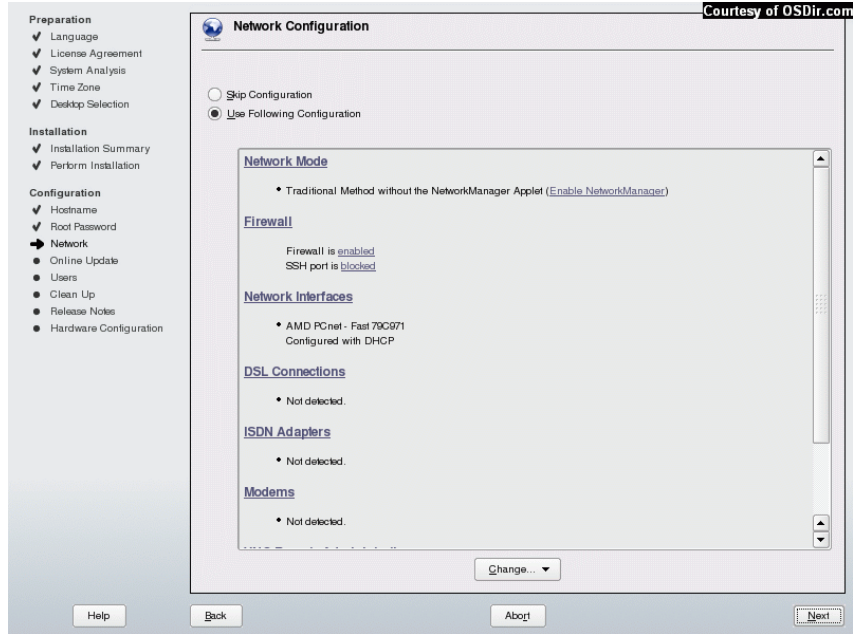 Courtesy of OSDir.com
Preparation
Language
License Agreement
System Analysis
Time Zone
Desktop Selection
Installation
Installation Summary
Perform Installation
Configuration
Hostname
Root Password
Network
Online Update
Users
Clean Up
Release Notes
Hardware Configuration
Network Configuration
Skip Configuration
Use Following Configuration
Network Mode
Traditional Method without the NetworkManager Applet (Enable NetworkManager)
Firewall
Firewall is enabled
SSH port is blocked
Network Interfaces
AMD PCnet - Fast 79C971
Configured with DHCP
DSL Connections
Not detected.
ISDN Adapters
Not detected.
Modems
Not detected.
Change...
Help
Back
Abort
Next